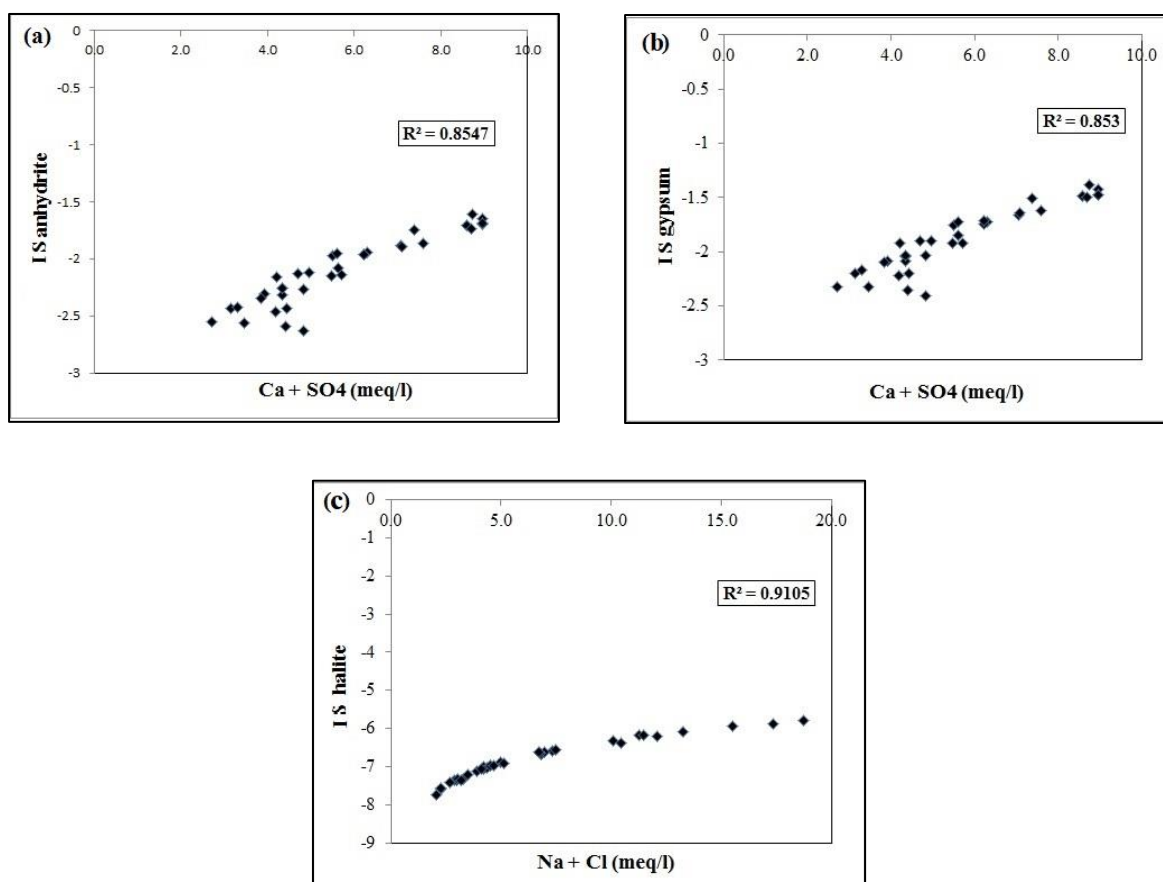 (a)
0
0.0 2.0 4.0 6.0 8.0 10.0
-0.5
-1
-1.5
-2
-2.5
-3
I S anhydrite
R² = 0.8547
Ca + SO4 (meq/l)
(b)
0
0.0 2.0 4.0 6.0 8.0 10.0
-0.5
-1
-1.5
-2
-2.5
-3
I S gypsum
R² = 0.853
Ca + SO4 (meq/l)
(c)
0
0.0 5.0 10.0 15.0 20.0
-1
-2
-3
-4
-5
-6
-7
-8
-9
I S halite
R² = 0.9105
Na + Cl (meq/l)